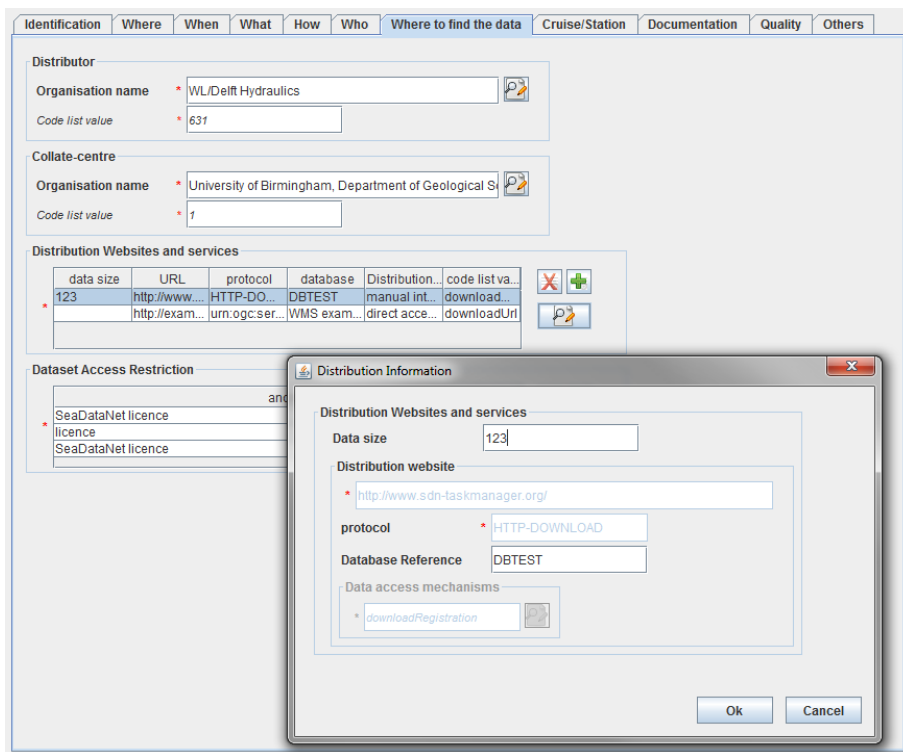 Identification Where When What How Who Where to find the data Cruise/Station Documentation Quality Others
Distributor
Organisation name * WL/Delft Hydraulics
Code list value * 631
Collate-centre
Organisation name * University of Birmingham, Department of Geological S
Code list value * 1
Distribution Websites and services
data size URL protocol database Distribution... code list va...
123 http://www.... HTTP-DO... DBTEST manual int... download...
* http://exam... urn:ogc:ser... WMS exam... direct acce... downloadUrl
Dataset Access Restriction
SeaDataNet licence
* licence
SeaDataNet licence
Distribution Information
Distribution Websites and services
Data size 123
Distribution website
* http://www.sdn-taskmanager.org/
protocol * HTTP-DOWNLOAD
Database Reference DBTEST
Data access mechanisms
* downloadRegistration
Ok Cancel